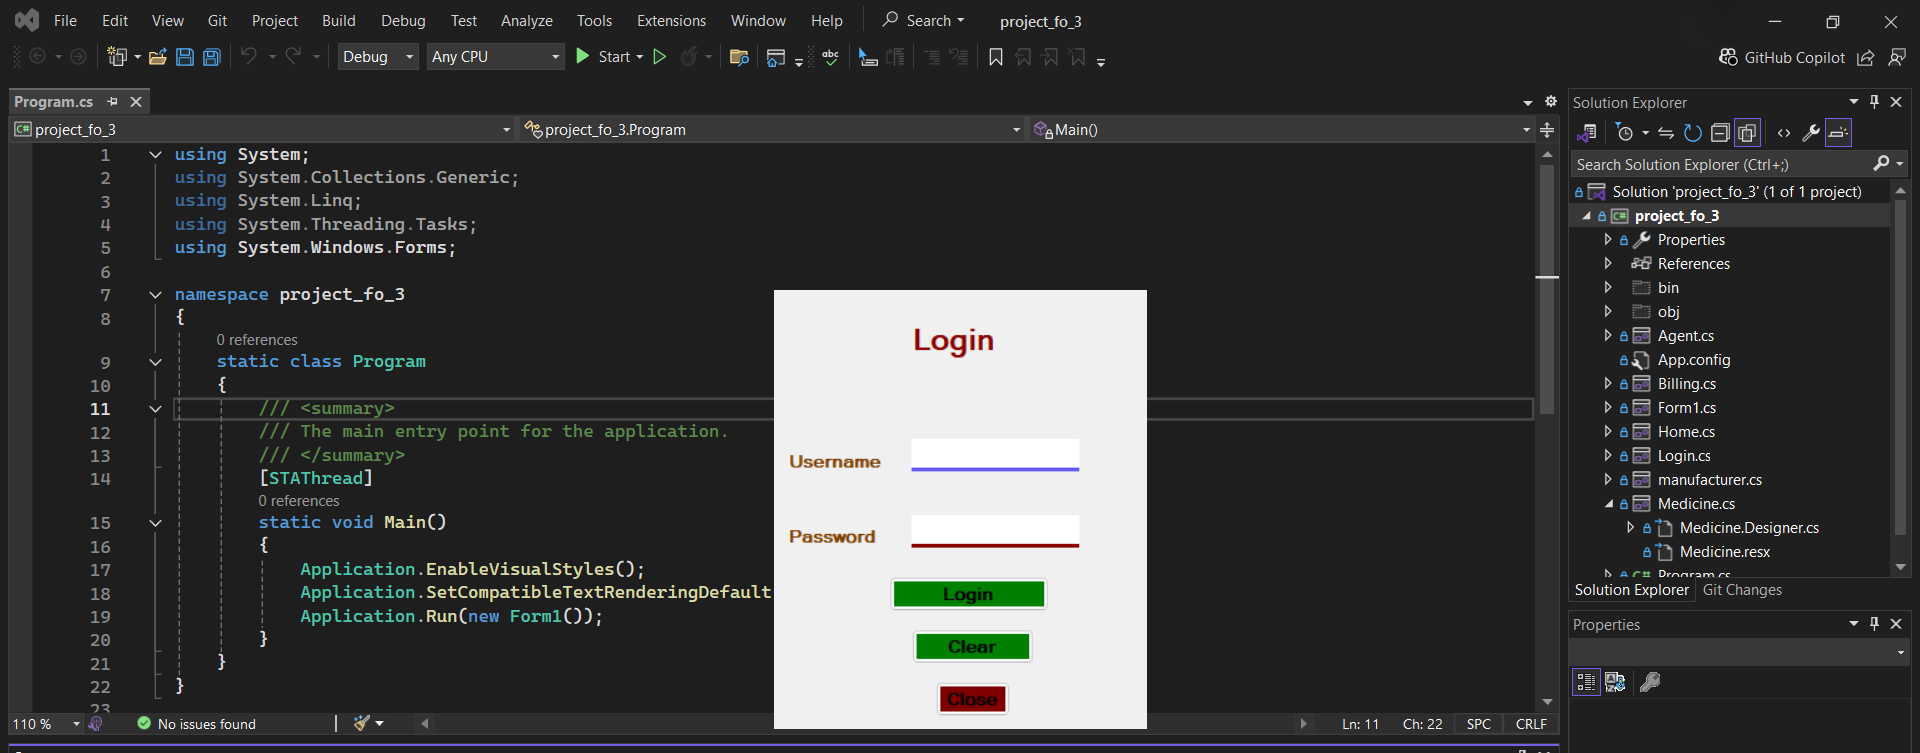 File Edit View Git Project Build Debug Test Analyze Tools Extensions Window Help Search project_fo_3
Debug Any CPU Start GitHub Copilot
Program.cs
project_fo_3 project_fo_3.Program Main()
1 using System;
2 using System.Collections.Generic;
3 using System.Linq;
4 using System.Threading.Tasks;
5 using System.Windows.Forms;
6
7 namespace project_fo_3
8 {
0 references
9 static class Program
10 {
11 /// <summary>
12 /// The main entry point for the application.
13 /// </summary>
14 [STAThread]
0 references
15 static void Main()
16 {
17 Application.EnableVisualStyles();
18 Application.SetCompatibleTextRenderingDefault
19 Application.Run(new Form1());
20 }
21 }
22 }
23
110 % No issues found Ln: 11 Ch: 22 SPC CRLF
Login
Username
Password
Login
Clear
Close
Solution Explorer
Search Solution Explorer (Ctrl+;)
Solution 'project_fo_3' (1 of 1 project)
project_fo_3
Properties
References
bin
obj
Agent.cs
App.config
Billing.cs
Form1.cs
Home.cs
Login.cs
manufacturer.cs
Medicine.cs
Medicine.Designer.cs
Medicine.resx
Program.cs
Solution Explorer Git Changes
Properties